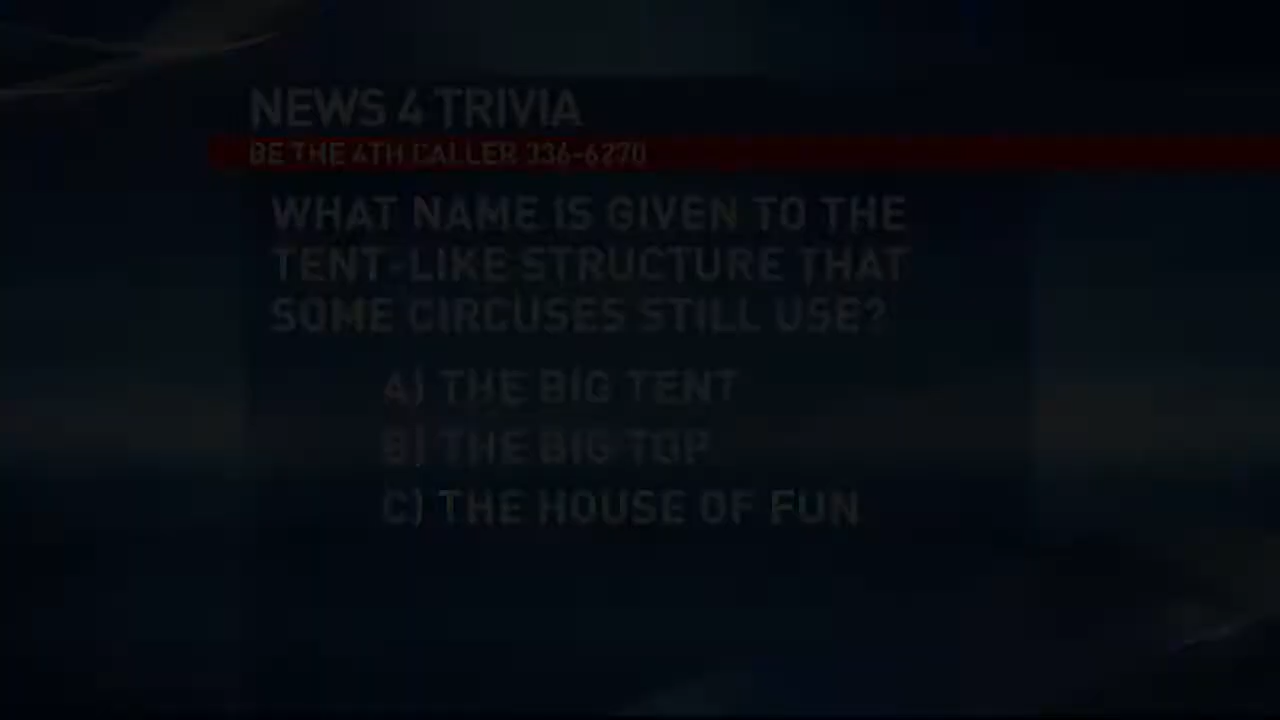 NEWS 4 TRIVIA
BE THE 4TH CALLER 336-6270
WHAT NAME IS GIVEN TO THE
TENT-LIKE STRUCTURE THAT
SOME CIRCUSES STILL USE?
A) THE BIG TENT
B) THE BIG TOP
C) THE HOUSE OF FUN